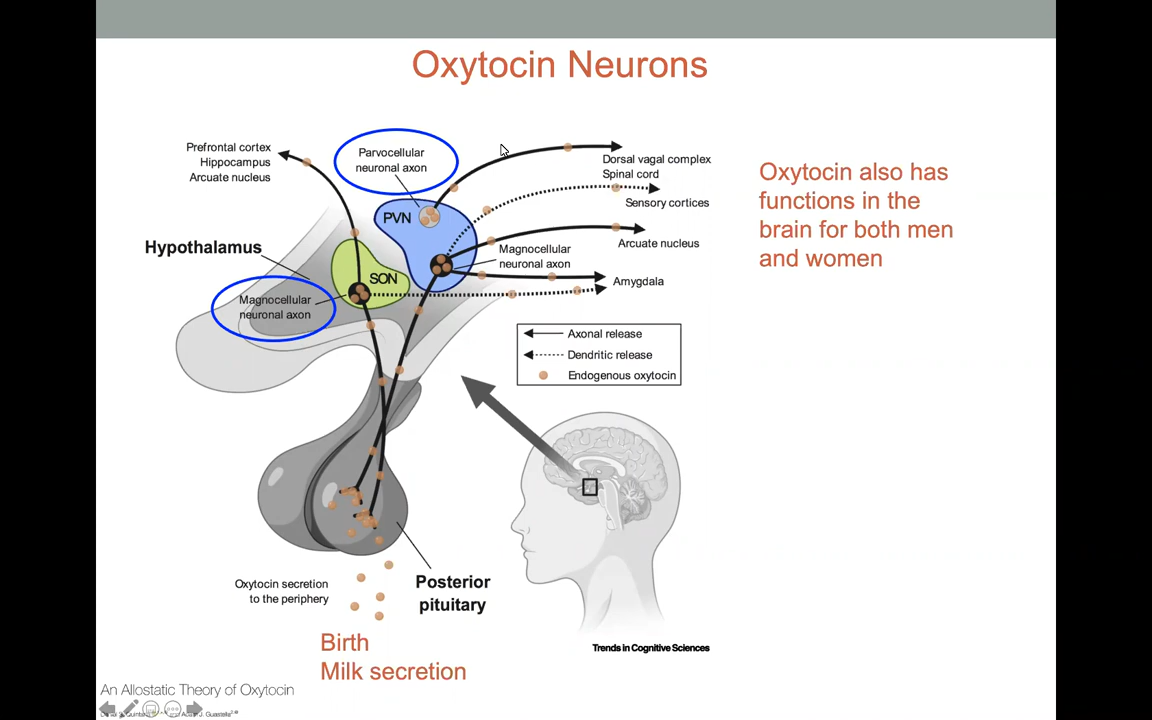 Oxytocin Neurons
Prefrontal cortex
Hippocampus
Arcuate nucleus
Parvocellular
neuronal axon
Dorsal vagal complex
Spinal cord
Sensory cortices
Arcuate nucleus
Amygdala
PVN
SON
Magnocellular
neuronal axon
Hypothalamus
Magnocellular
neuronal axon
Axonal release
Dendritic release
Endogenous oxytocin
Oxytocin also has
functions in the
brain for both men
and women
Oxytocin secretion
to the periphery
Posterior
pituitary
Birth
Milk secretion
Trends in Cognitive Sciences
An Allostatic Theory of Oxytocin
Guastella